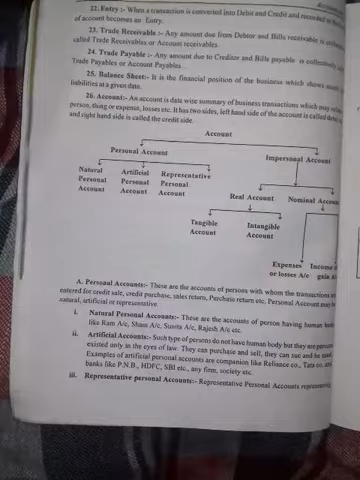 22. Entry :- When a transaction is converted into Debit and Credit and recorded
of account becomes an Entry.
23. Trade Receivable :- Any amount due from Debtor and Bills receivable is
called Trade Receivables or Account receivables.
24. Trade Payable :- Any amount due to Creditor and Bills payable is collectively
Trade Payables or Account Payables.
25. Balance Sheet:- It is the financial position of the business which shows
liabilities at a given date.
26. Account:- An account is date wise summary of business transactions which may
person, thing or expense, losses etc. It has two sides, left hand side of the account is called
and right hand side is called the credit side.
Account
Personal Account Impersonal Account
Natural Personal Account
Artificial Personal Account
Representative Personal Account
Real Account Nominal Account
Tangible Account
Intangible Account
Expenses or losses A/c
Income
gain
A. Personal Accounts:- These are the accounts of persons with whom the transactions are
entered for credit sale, credit purchase, sales return, Purchase return etc. Personal Account may be
natural, artificial or representative.
i. Natural Personal Accounts:- These are the accounts of person having human
like Ram A/c, Sham A/c, Sunita A/c, Rajesh A/c etc.
ii. Artificial Accounts:- Such type of persons do not have human body but they are persons
existed only in the eyes of law. They can purchase and sell, they can sue and be sued.
Examples of artificial personal accounts are companion like Reliance co., Tata co. and
banks like P.N.B., HDFC, SBI etc., any firm, society etc.
iii. Representative personal Accounts:- Representative Personal Accounts